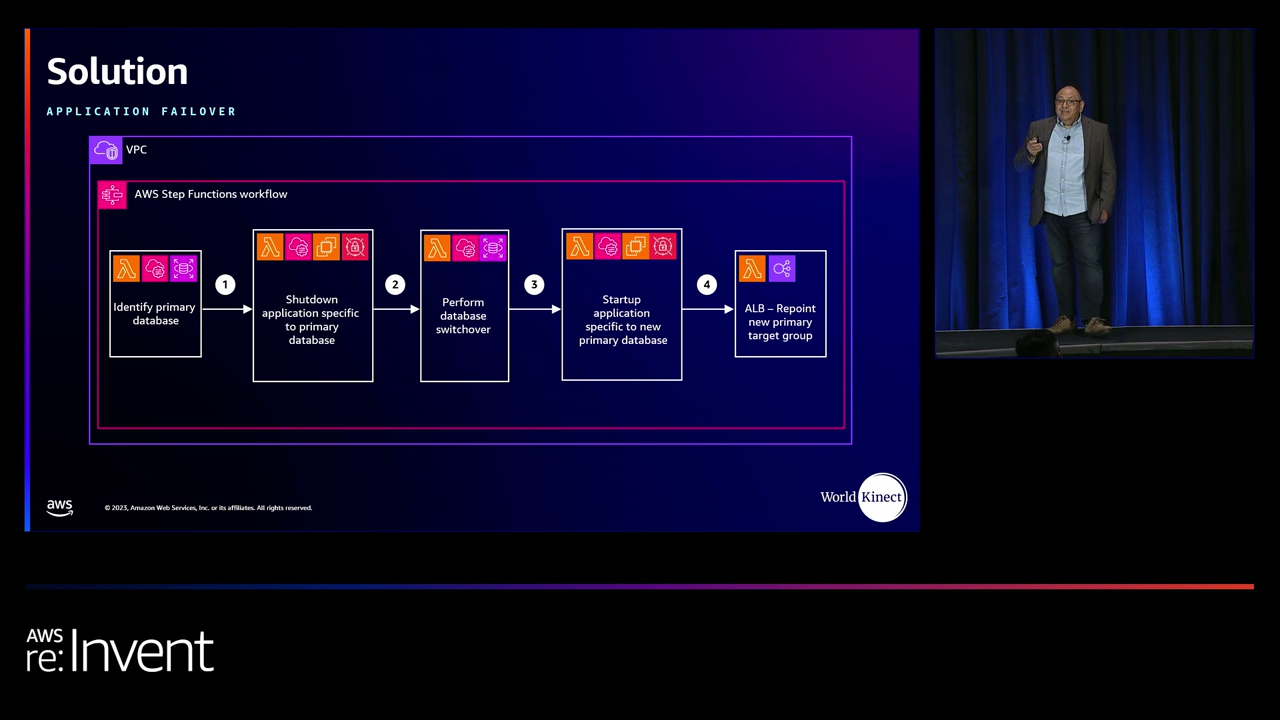 Solution
APPLICATION FAILOVER
VPC
AWS Step Functions workflow
Identify primary
database
1
Shutdown
application specific
to primary
database
2
Perform
database
switchover
3
Startup
application
specific to new
primary database
4
ALB – Repoint
new primary
target group
aws
© 2023, Amazon Web Services, Inc. or its affiliates. All rights reserved.
World Kinect
AWS
re:Invent